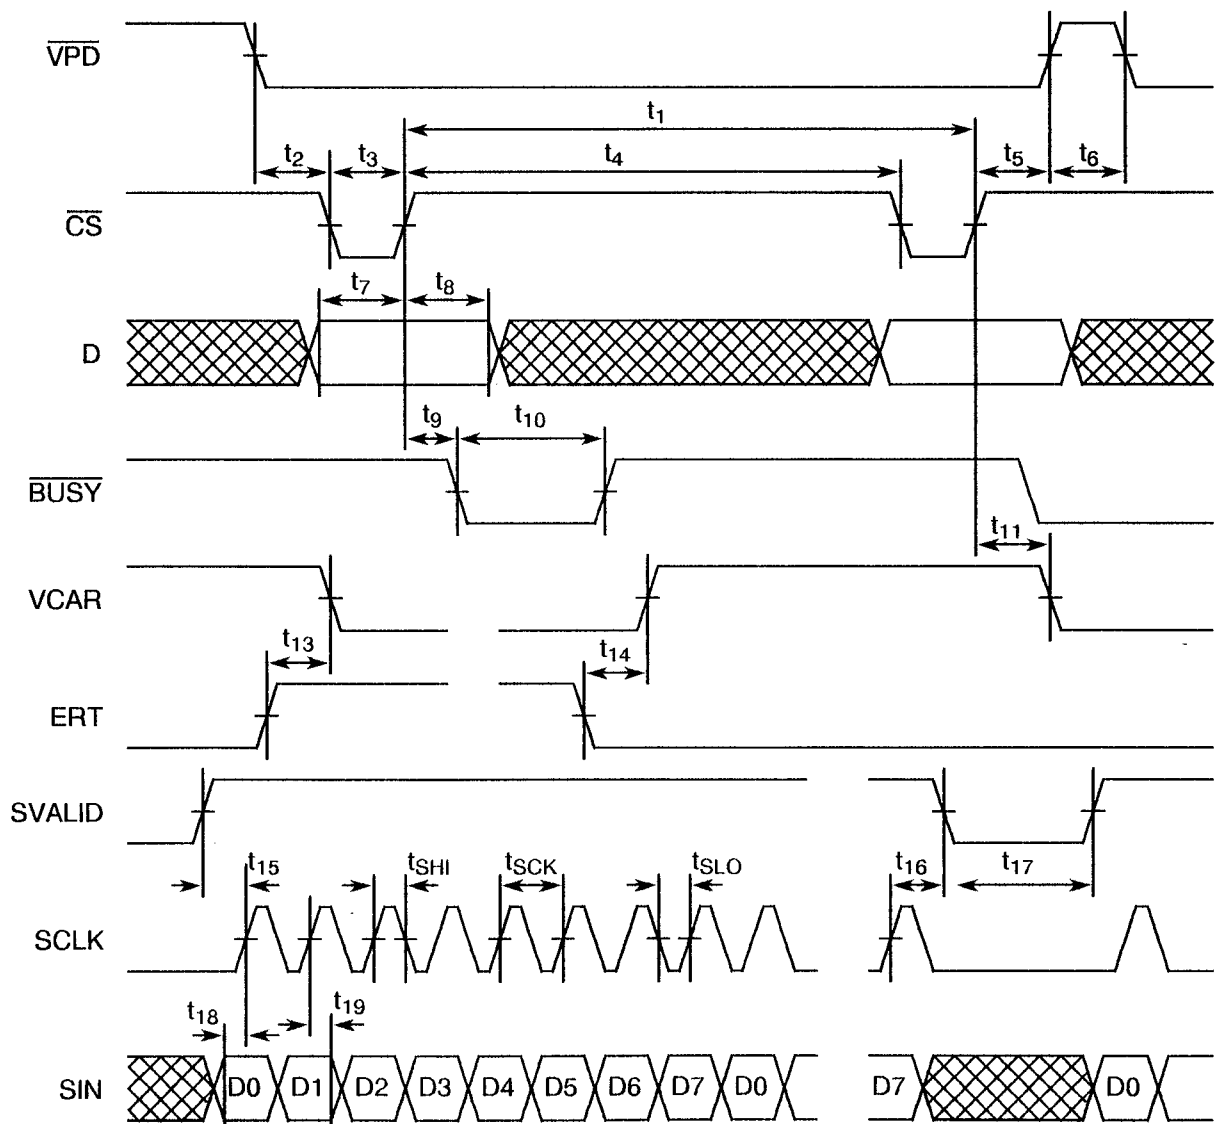 VPD
t1
t2 t3 t4 t5 t6
CS
t7 t8
D
t9 t10
BUSY
t11
VCAR
t13 t14
ERT
SVALID
t15 tSHI tSCK tSLO t16 t17
SCLK
t18 t19
SIN D0 D1 D2 D3 D4 D5 D6 D7 D0 D7 D0